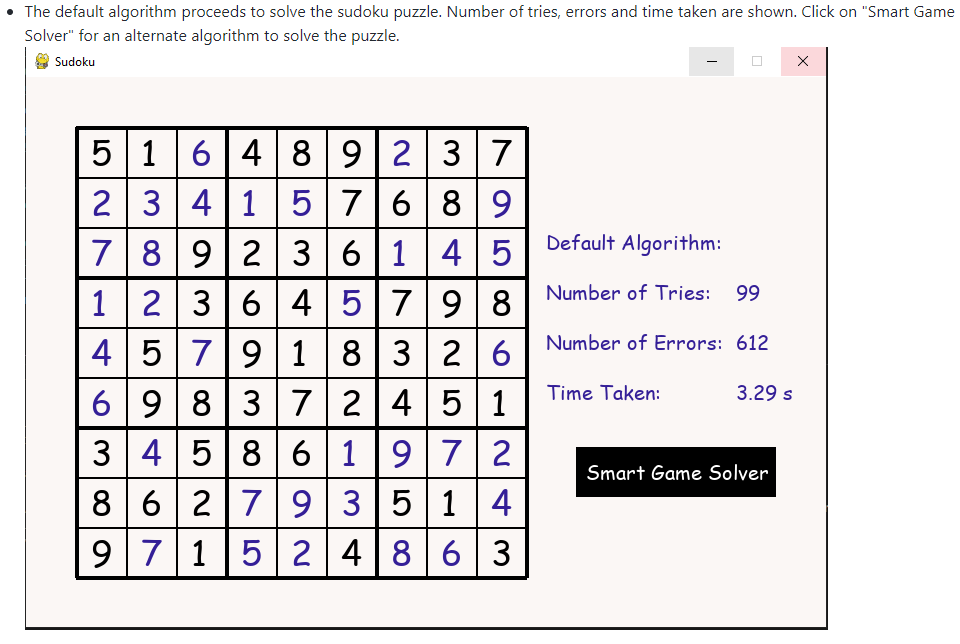 • The default algorithm proceeds to solve the sudoku puzzle. Number of tries, errors and time taken are shown. Click on "Smart Game
Solver" for an alternate algorithm to solve the puzzle.
Sudoku
5 1 6 4 8 9 2 3 7
2 3 4 1 5 7 6 8 9
7 8 9 2 3 6 1 4 5
1 2 3 6 4 5 7 9 8
4 5 7 9 1 8 3 2 6
6 9 8 3 7 2 4 5 1
3 4 5 8 6 1 9 7 2
8 6 2 7 9 3 5 1 4
9 7 1 5 2 4 8 6 3
Default Algorithm:
Number of Tries: 99
Number of Errors: 612
Time Taken: 3.29 s
Smart Game Solver